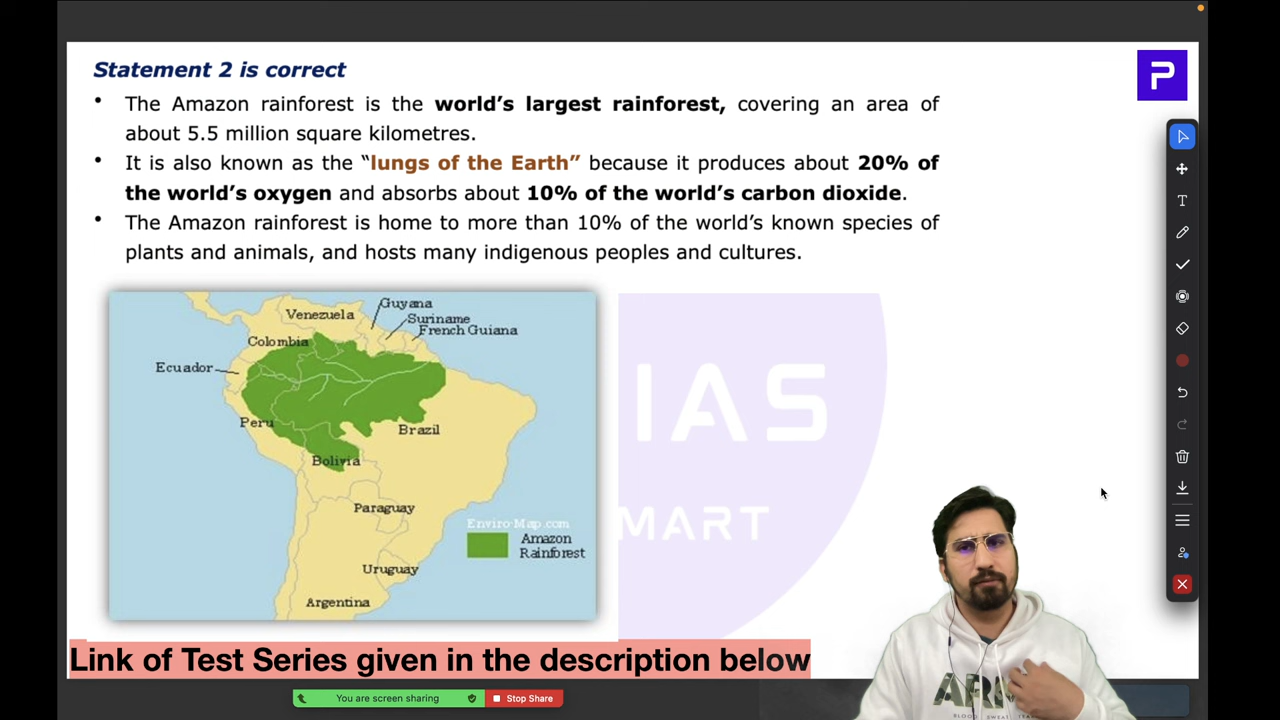 Statement 2 is correct
P
• The Amazon rainforest is the world's largest rainforest, covering an area of
about 5.5 million square kilometres.
• It is also known as the “lungs of the Earth” because it produces about 20% of
the world's oxygen and absorbs about 10% of the world's carbon dioxide.
• The Amazon rainforest is home to more than 10% of the world's known species of
plants and animals, and hosts many indigenous peoples and cultures.
Guyana
Venezuela
Suriname
French Guiana
Colombia
Ecuador
Peru
Brazil
Bolivia
Paraguay
Enviro-Map.com
Amazon
Rainforest
Uruguay
Argentina
IAS
MART
T
Link of Test Series given in the description below
You are screen sharing
Stop Share